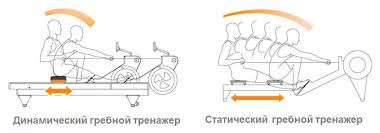 Динамический гребной тренажер
Статический гребной тренажер